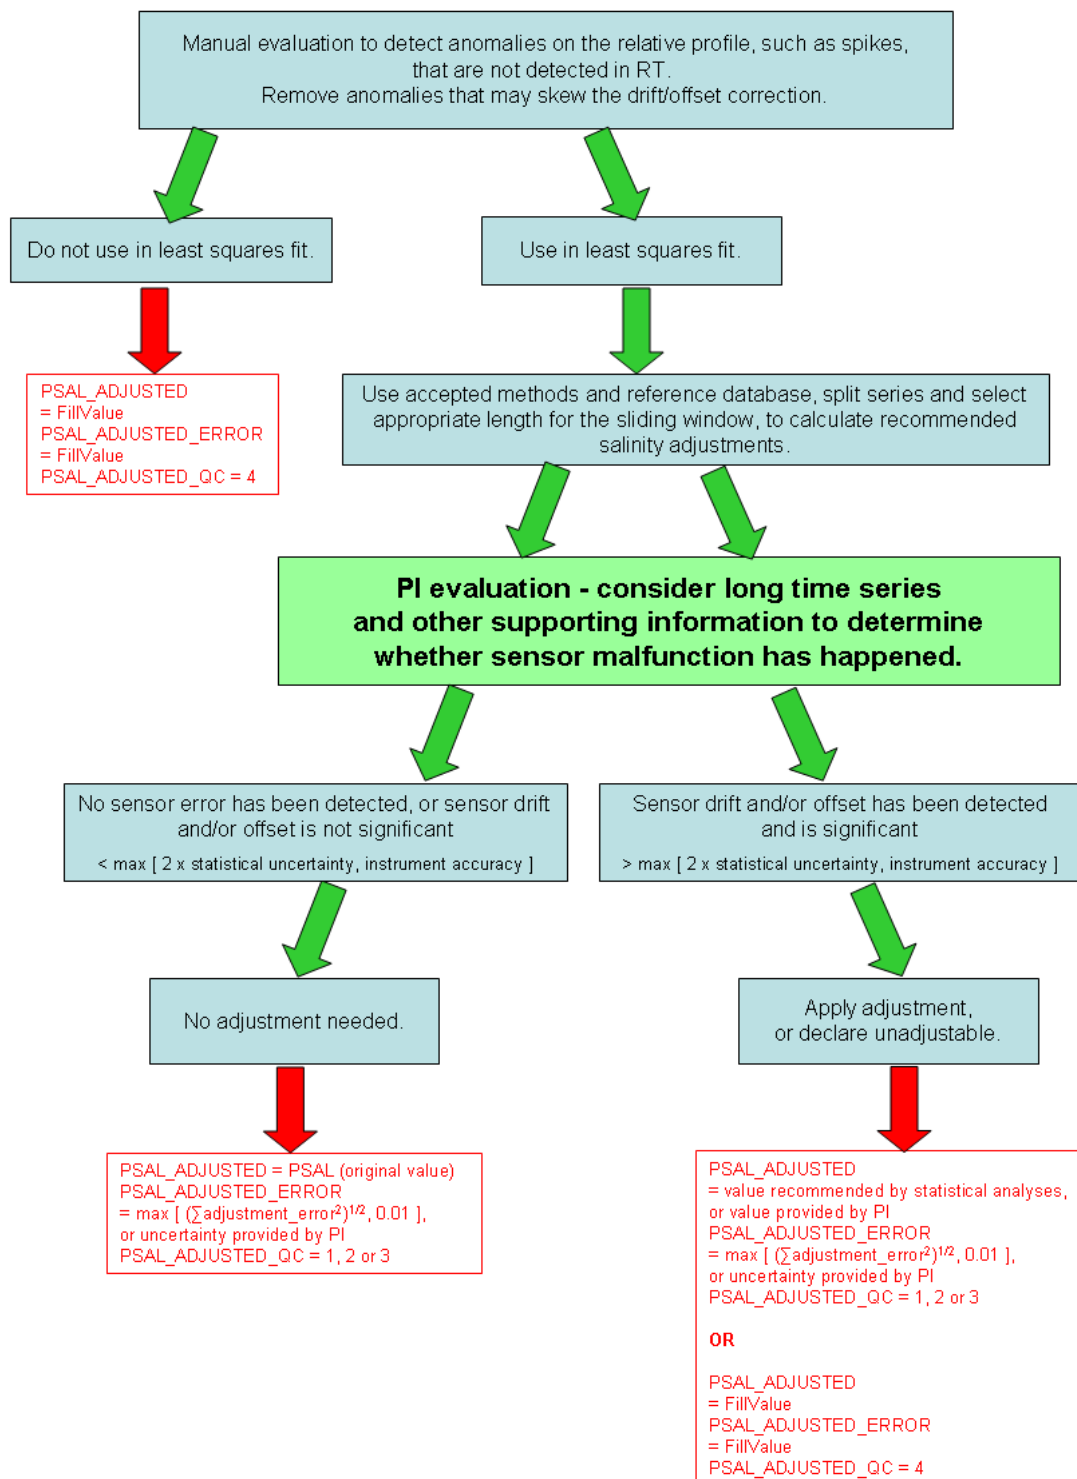 Manual evaluation to detect anomalies on the relative profile, such as spikes,
that are not detected in RT.
Remove anomalies that may skew the drift/offset correction.
Do not use in least squares fit.
Use in least squares fit.
PSAL_ADJUSTED
= FillValue
PSAL_ADJUSTED_ERROR
= FillValue
PSAL_ADJUSTED_QC = 4
Use accepted methods and reference database, split series and select
appropriate length for the sliding window, to calculate recommended
salinity adjustments.
PI evaluation - consider long time series
and other supporting information to determine
whether sensor malfunction has happened.
No sensor error has been detected, or sensor drift
and/or offset is not significant
< max [ 2 x statistical uncertainty, instrument accuracy ]
Sensor drift and/or offset has been detected
and is significant
> max [ 2 x statistical uncertainty, instrument accuracy ]
No adjustment needed.
Apply adjustment,
or declare unadjustable.
PSAL_ADJUSTED = PSAL (original value)
PSAL_ADJUSTED_ERROR
= max [ (∑adjustment_error²)¹/², 0.01 ],
or uncertainty provided by PI
PSAL_ADJUSTED_QC = 1, 2 or 3
PSAL_ADJUSTED
= value recommended by statistical analyses,
or value provided by PI
PSAL_ADJUSTED_ERROR
= max [ (∑adjustment_error²)¹/², 0.01 ],
or uncertainty provided by PI
PSAL_ADJUSTED_QC = 1, 2 or 3
OR
PSAL_ADJUSTED
= FillValue
PSAL_ADJUSTED_ERROR
= FillValue
PSAL_ADJUSTED_QC = 4